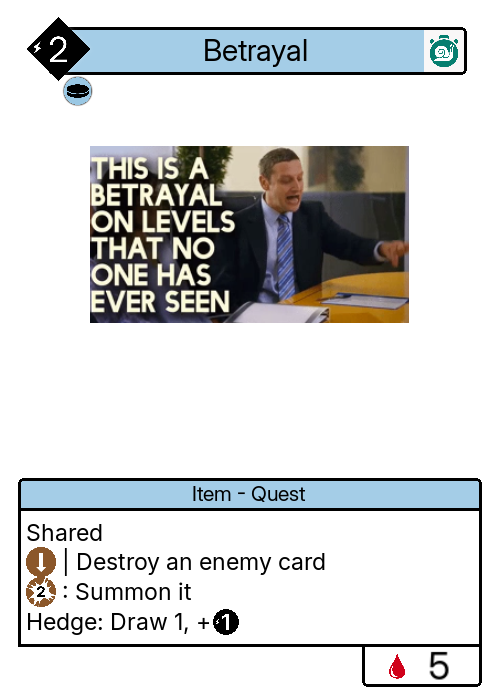 2
Betrayal
THIS IS A
BETRAYAL
ON LEVELS
THAT NO
ONE HAS
EVER SEEN
Item - Quest
Shared
| Destroy an enemy card
2 : Summon it
Hedge: Draw 1, +1
5